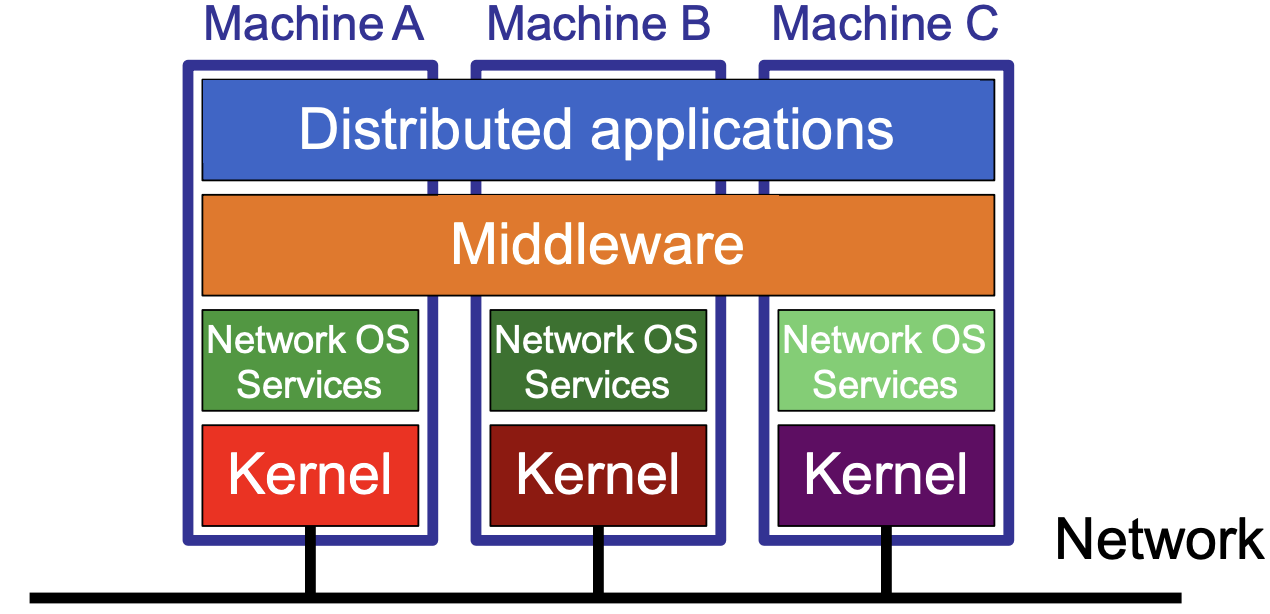 Machine A
Machine B
Machine C
Distributed applications
Middleware
Network OS
Services
Network OS
Services
Network OS
Services
Kernel
Kernel
Kernel
Network